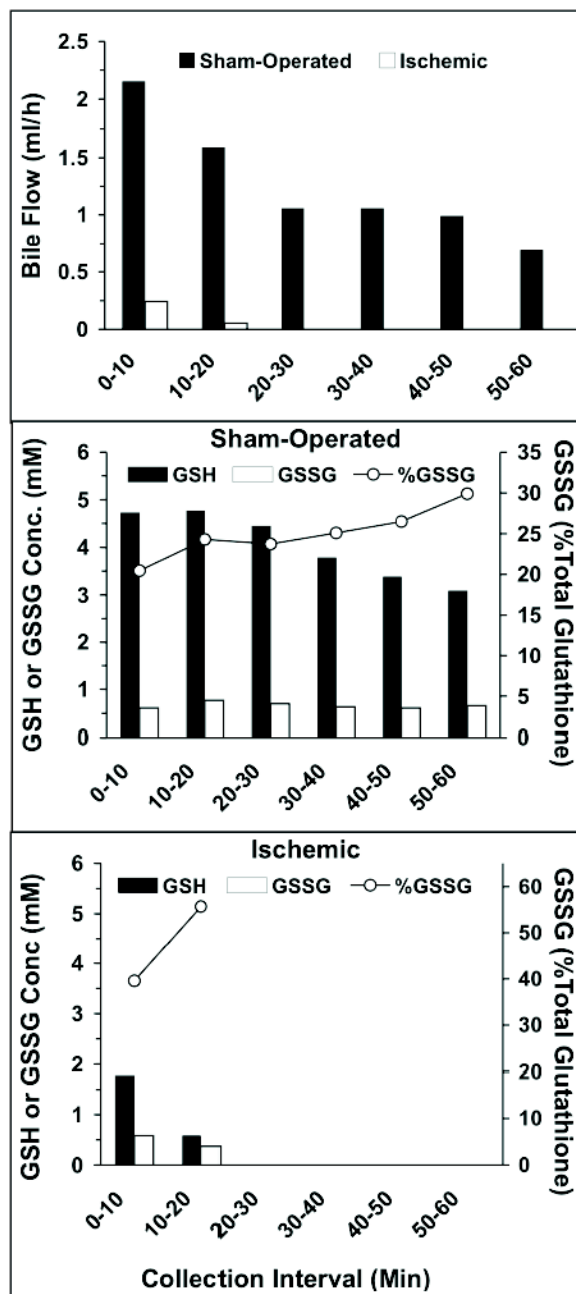 Sham-Operated Ischemic
Bile Flow (ml/h)
2.5
2
1.5
1
0.5
0
0-10 10-20 20-30 30-40 40-50 50-60
Sham-Operated
GSH GSSG %GSSG
GSH or GSSG Conc. (mM)
6
5
4
3
2
1
0
GSSG (%Total Glutathione)
35
30
25
20
15
10
5
0
0-10 10-20 20-30 30-40 40-50 50-60
Ischemic
GSH GSSG %GSSG
GSH or GSSG Conc (mM)
6
5
4
3
2
1
0
GSSG (%Total Glutathione)
60
50
40
30
20
10
0
0-10 10-20 20-30 30-40 40-50 50-60
Collection Interval (Min)